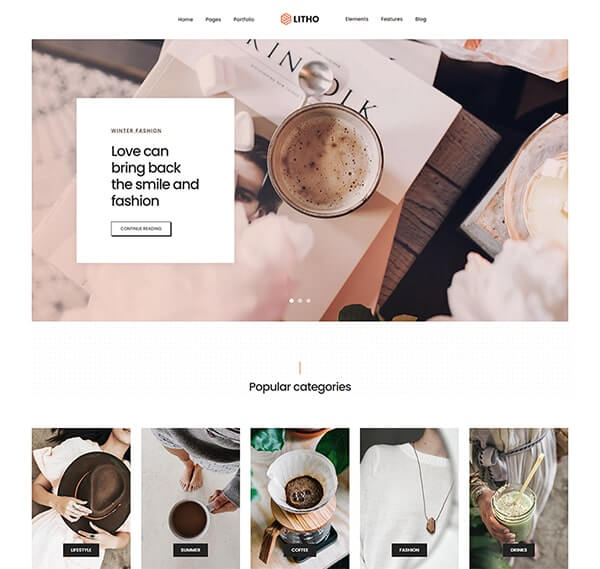 Home Pages Portfolio LITHO Elements Features Blog
KINDLK
WINTER FASHION
Love can
bring back
the smile and
fashion
CONTINUE READING
Popular categories
LIFESTYLE SUMMER COFFEE FASHION DRINKS